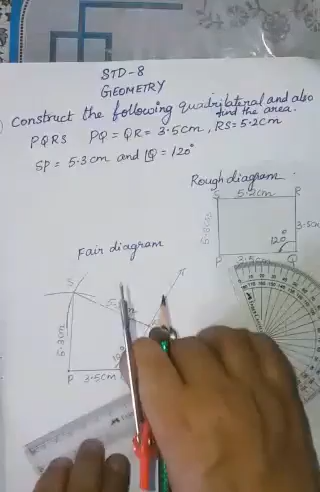 STD-8
GEOMETRY
Construct the following quadrilateral and also
find the area.
PQRS PQ = QR = 3.5cm, RS = 5.2cm
SP = 5.3cm and ∠Q = 120°
Rough diagram
S 5.2cm R
3.5c
120°
P 3.5cm Q
Fair diagram
S
5.3cm
P 3.5cm